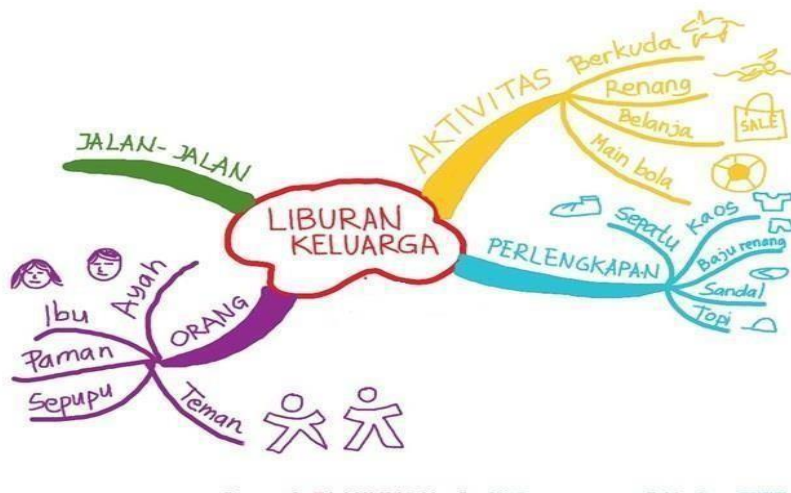 LIBURAN
KELUARGA
AKTIVITAS
Berkuda
Renang
Belanja
SALE
Main bola
PERLENGKAPAN
Sepatu
Kaos
Baju renang
Sandal
Topi
ORANG
Ayah
Ibu
Paman
Sepupu
Teman
JALAN-JALAN